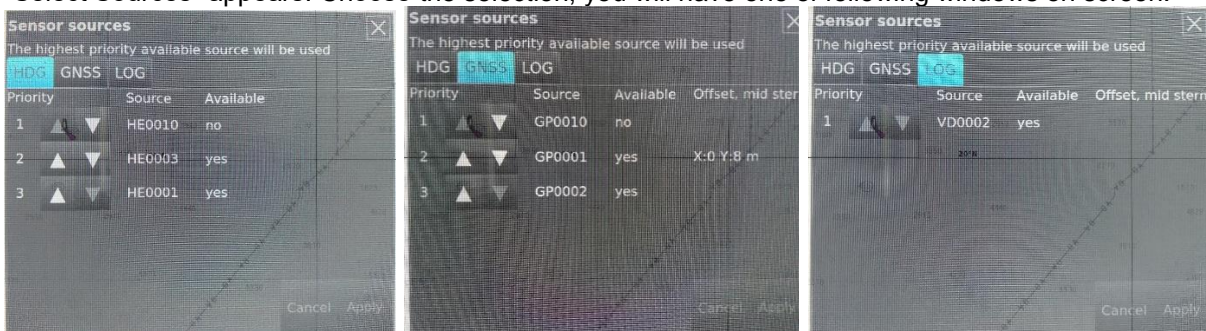 "Select Sources" appears. Choose the selection, you will have one of following windows on screen.
Sensor sources
The highest priority available source will be used
HDG GNSS LOG
Priority Source Available
1 HE0010 no
2 HE0003 yes
3 HE0001 yes
Cancel Apply
Sensor sources
The highest priority available source will be used
HDG GNSS LOG
Priority Source Available Offset, mid ster
1 GP0010 no
2 GP0001 yes X:0 Y:8 m
3 GP0002 yes
Cancel Apply
Sensor sources
The highest priority available source will be used
HDG GNSS LOG
Priority Source Available Offset, mid stern
1 VD0002 yes
20°N
Cancel Apply